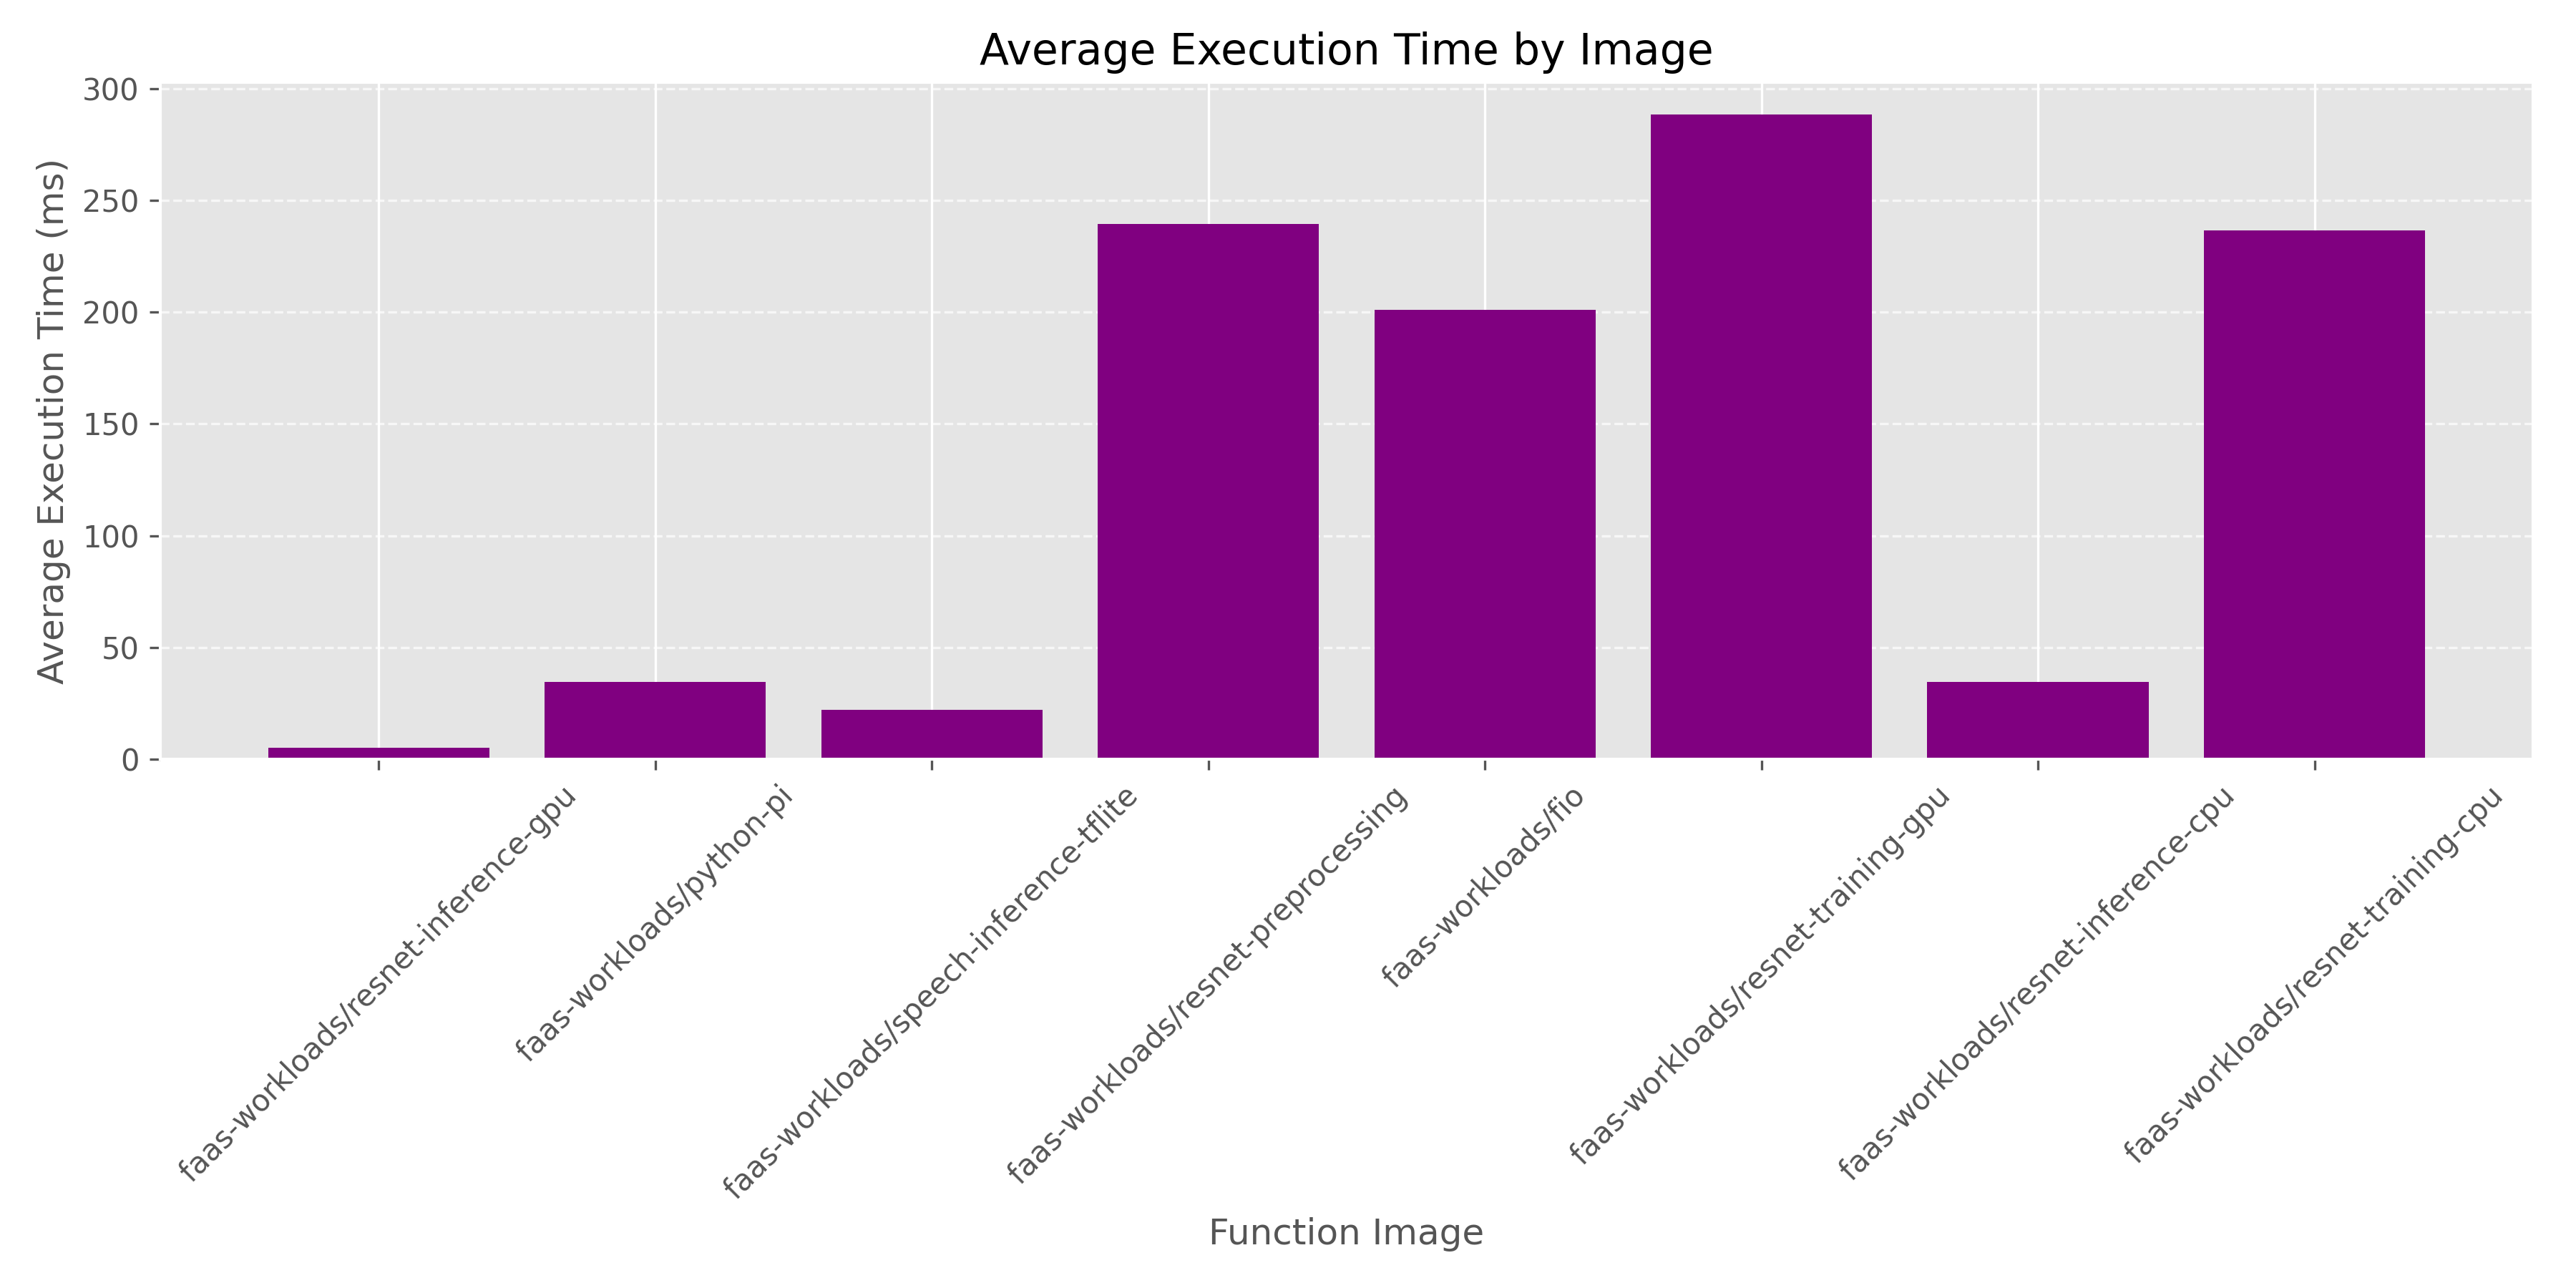 Average Execution Time by Image
Average Execution Time (ms)
300
250
200
150
100
50
0
faas-workloads/resnet-inference-gpu
faas-workloads/python-pi
faas-workloads/speech-inference-tflite
faas-workloads/resnet-preprocessing
faas-workloads/fio
faas-workloads/resnet-training-gpu
faas-workloads/resnet-inference-cpu
faas-workloads/resnet-training-cpu
Function Image